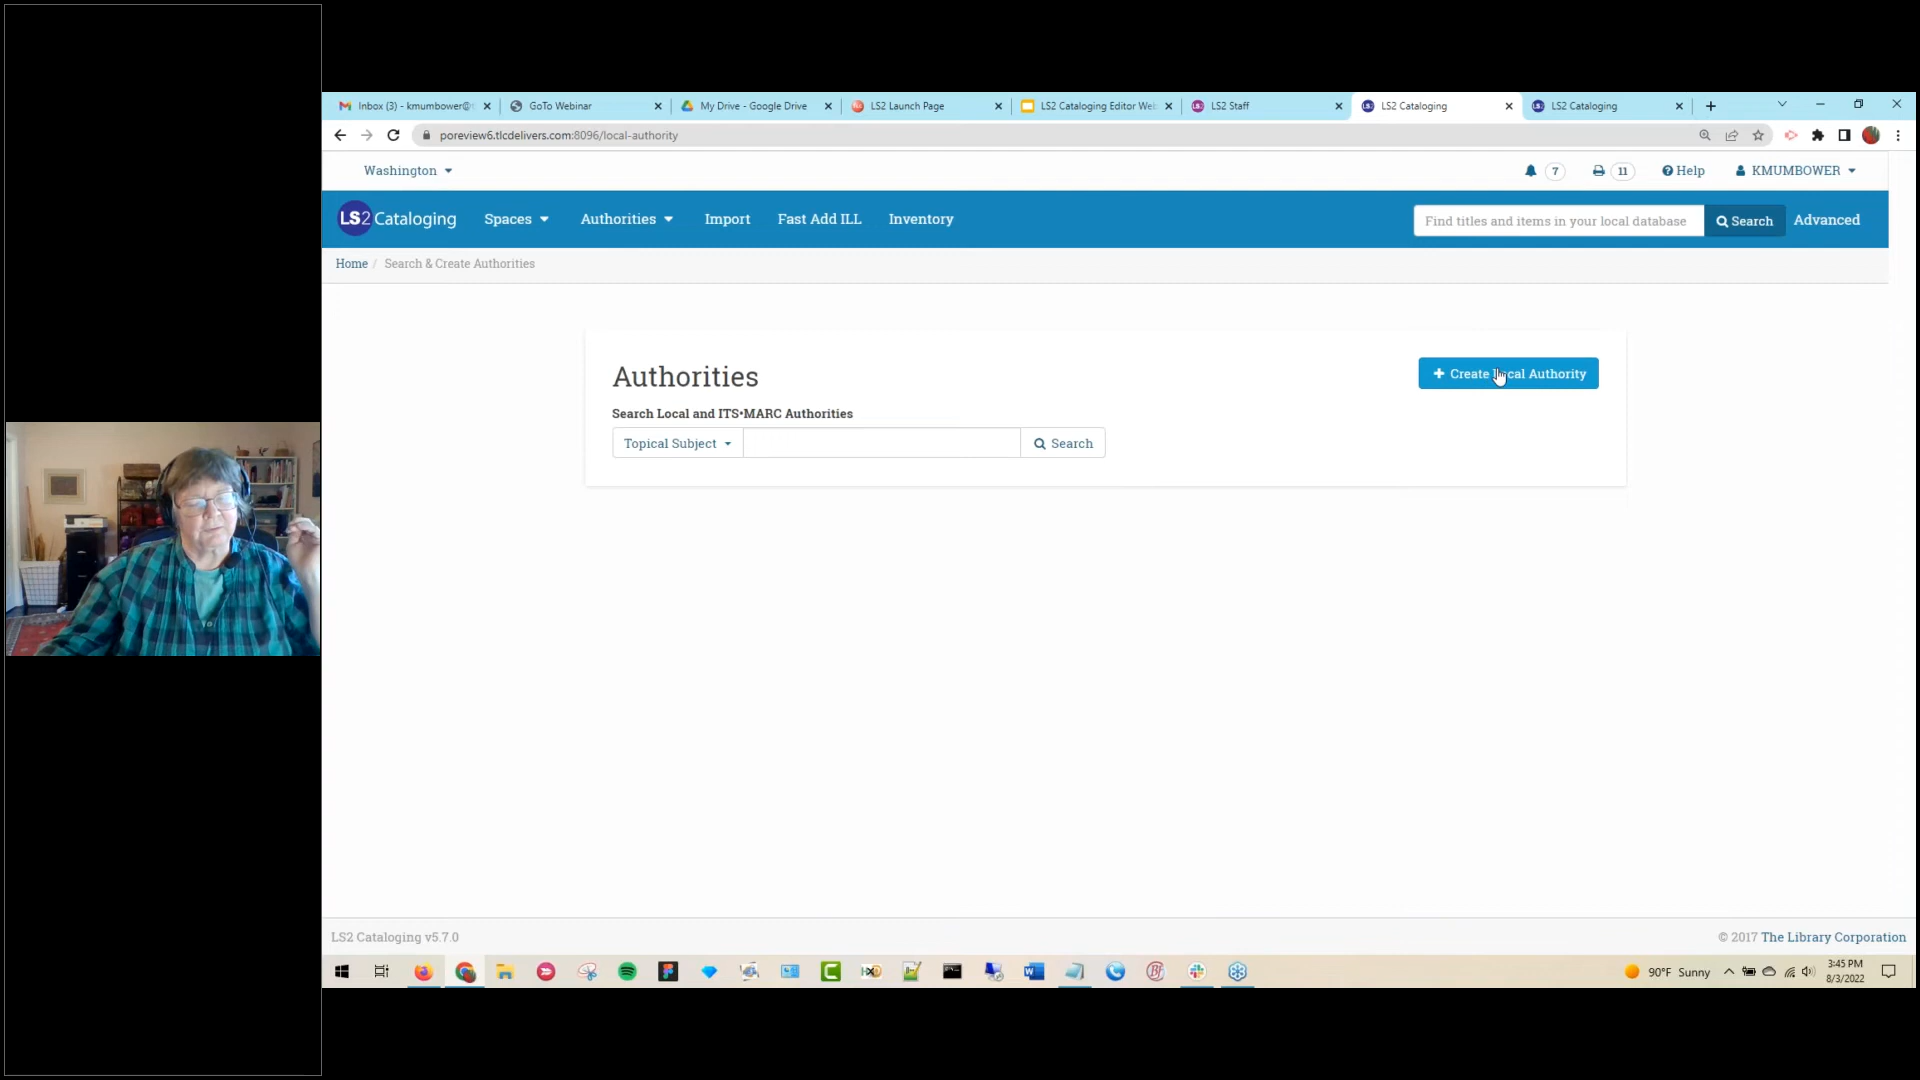 Inbox (3) - kmumbower@
GoTo Webinar
My Drive - Google Drive
LS2 Launch Page
LS2 Cataloging Editor Web
LS2 Staff
LS2 Cataloging
LS2 Cataloging
poreview6.tlcdelivers.com:8096/local-authority
Washington
7
11
Help
KMUMBOWER
LS2 Cataloging
Spaces
Authorities
Import
Fast Add ILL
Inventory
Find titles and items in your local database
Search
Advanced
Home / Search & Create Authorities
Authorities
+ Create Local Authority
Search Local and ITS•MARC Authorities
Topical Subject
Search
LS2 Cataloging v5.7.0
© 2017 The Library Corporation
90°F Sunny
3:45 PM
8/3/2022